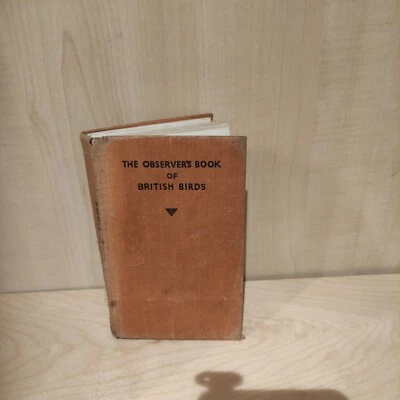 THE OBSERVER'S BOOK
OF
BRITISH BIRDS